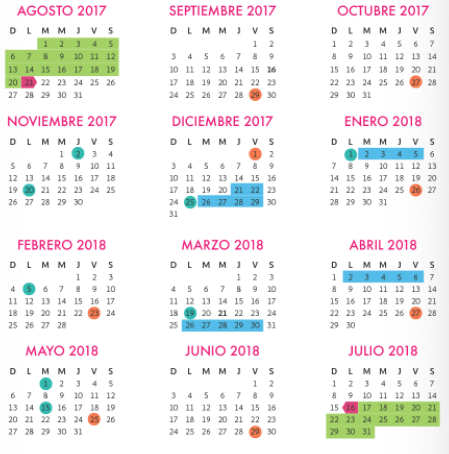 AGOSTO 2017
D L M M J V S
1 2 3 4 5
6 7 8 9 10 11 12
13 14 15 16 17 18 19
20 21 22 23 24 25 26
27 28 29 30 31
SEPTIEMBRE 2017
D L M M J V S
1 2
3 4 5 6 7 8 9
10 11 12 13 14 15 16
17 18 19 20 21 22 23
24 25 26 27 28 29 30
OCTUBRE 2017
D L M M J V S
1 2 3 4 5 6 7
8 9 10 11 12 13 14
15 16 17 18 19 20 21
22 23 24 25 26 27 28
29 30 31
NOVIEMBRE 2017
D L M M J V S
1 2 3 4
5 6 7 8 9 10 11
12 13 14 15 16 17 18
19 20 21 22 23 24 25
26 27 28 29 30
DICIEMBRE 2017
D L M M J V S
1 2
3 4 5 6 7 8 9
10 11 12 13 14 15 16
17 18 19 20 21 22 23
24 25 26 27 28 29 30
31
ENERO 2018
D L M M J V S
1 2 3 4 5 6
7 8 9 10 11 12 13
14 15 16 17 18 19 20
21 22 23 24 25 26 27
28 29 30 31
FEBRERO 2018
D L M M J V S
1 2 3
4 5 6 7 8 9 10
11 12 13 14 15 16 17
18 19 20 21 22 23 24
25 26 27 28
MARZO 2018
D L M M J V S
1 2 3
4 5 6 7 8 9 10
11 12 13 14 15 16 17
18 19 20 21 22 23 24
25 26 27 28 29 30 31
ABRIL 2018
D L M M J V S
1 2 3 4 5 6 7
8 9 10 11 12 13 14
15 16 17 18 19 20 21
22 23 24 25 26 27 28
29 30
MAYO 2018
D L M M J V S
1 2 3 4 5
6 7 8 9 10 11 12
13 14 15 16 17 18 19
20 21 22 23 24 25 26
27 28 29 30 31
JUNIO 2018
D L M M J V S
1 2
3 4 5 6 7 8 9
10 11 12 13 14 15 16
17 18 19 20 21 22 23
24 25 26 27 28 29 30
JULIO 2018
D L M M J V S
1 2 3 4 5 6 7
8 9 10 11 12 13 14
15 16 17 18 19 20 21
22 23 24 25 26 27 28
29 30 31